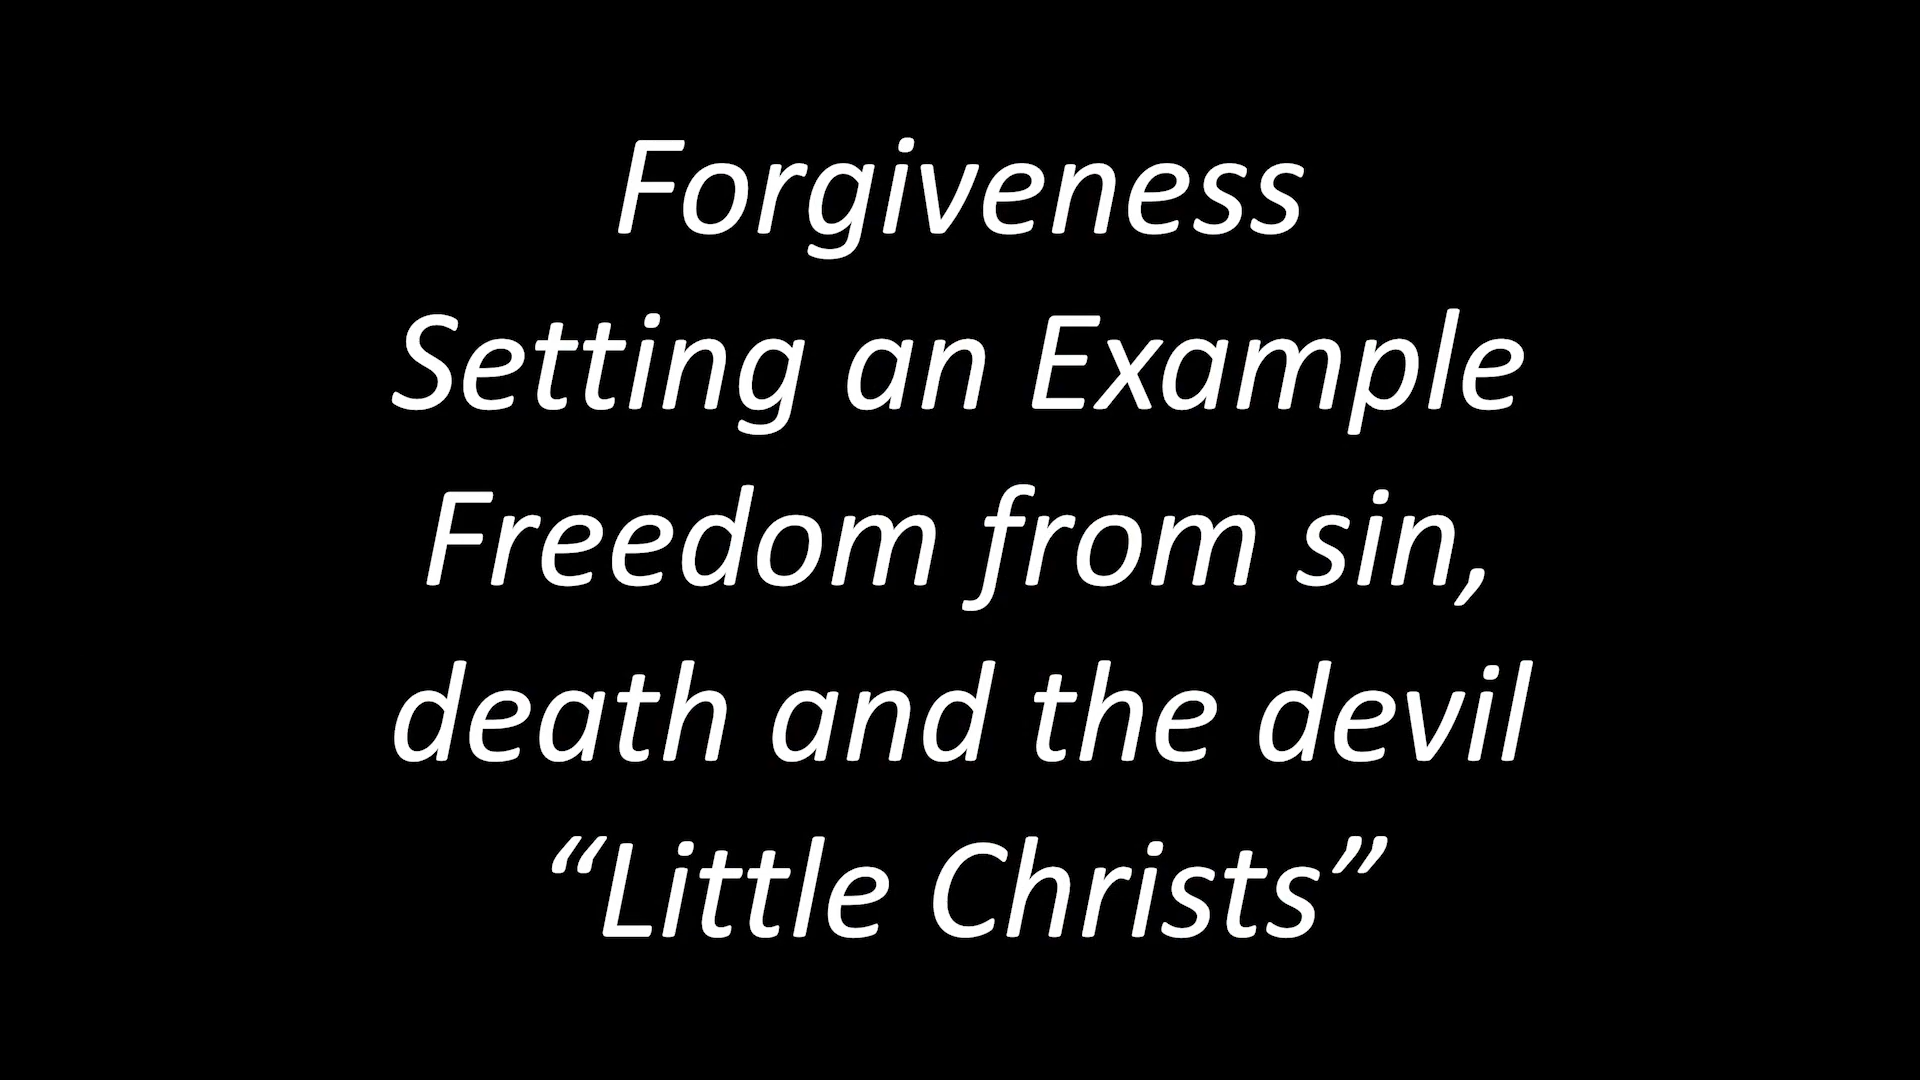 Forgiveness
Setting an Example
Freedom from sin,
death and the devil
“Little Christs”